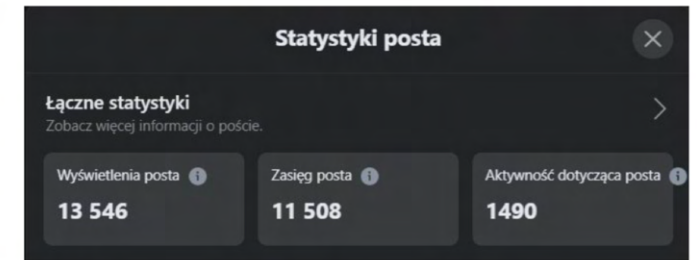 Statystyki posta
Łączne statystyki
Zobacz więcej informacji o poście.
Wyświetlenia posta
Zasięg posta
Aktywność dotycząca posta
13 546
11 508
1490